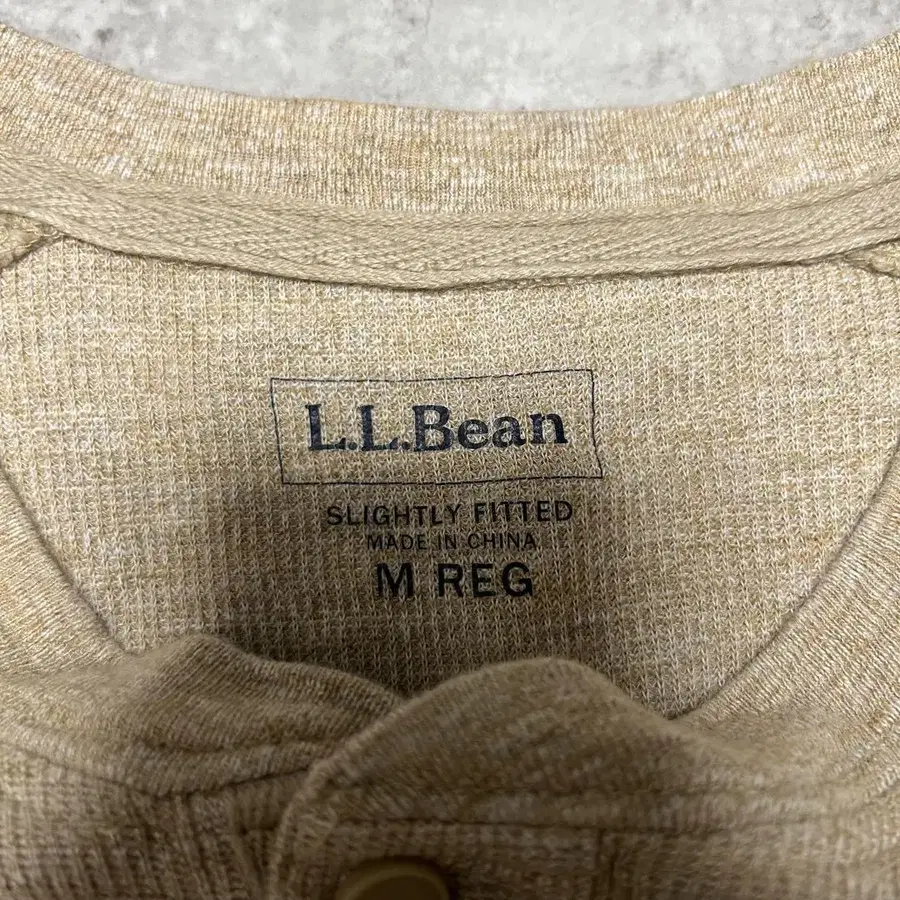 L.L.Bean
SLIGHTLY FITTED
MADE IN CHINA
M REG